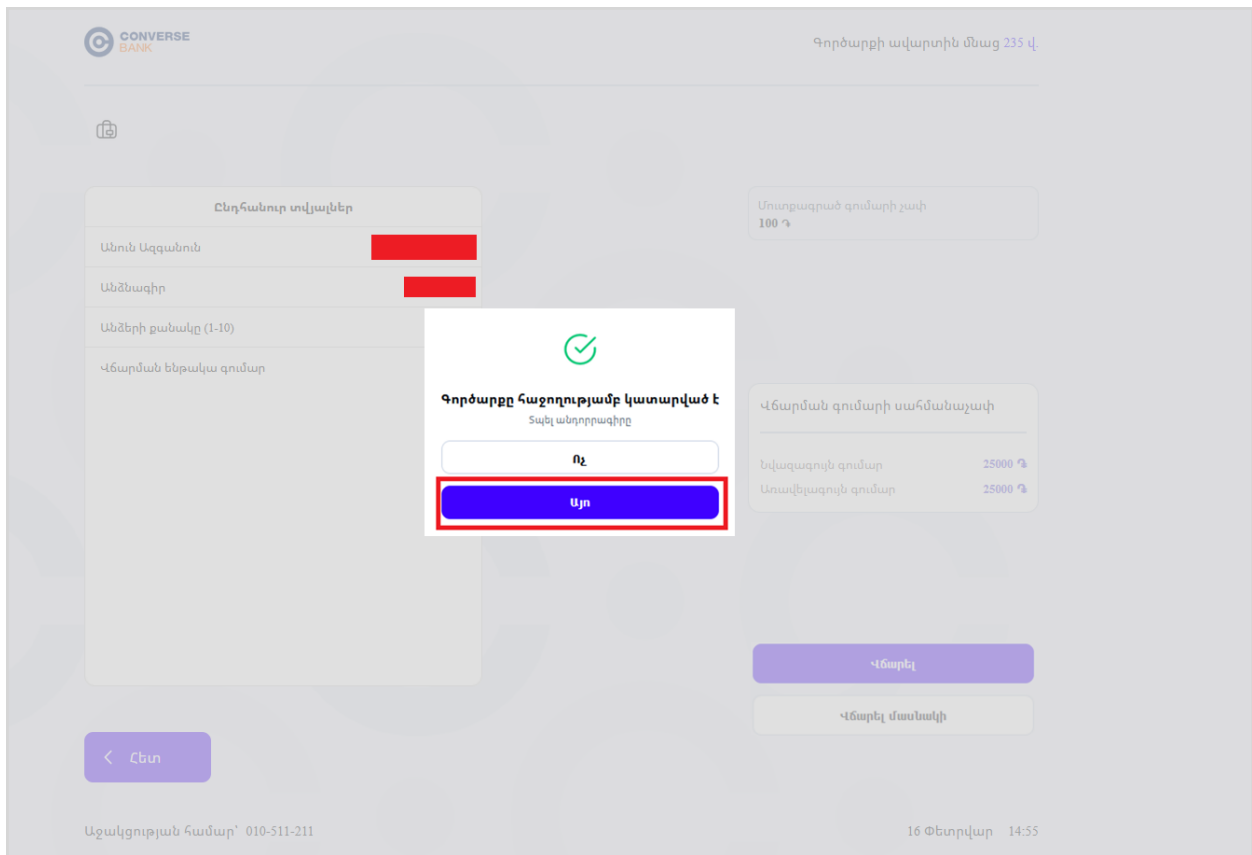 CONVERSE
BANK
Գործարքի ավարտին մնաց 235 վ.
Ընդհանուր տվյալներ
Անուն Ազգանուն
Անձնագիր
Անձերի քանակը (1-10)
Վճարման ենթակա գումար
Մուտքագրած գումարի չափ
100 ֏
Գործարքը հաջողությամբ կատարված է
Տպել անդորրագիրը
Ոչ
Այո
Վճարման գումարի սահմանաչափ
Նվազագույն գումար 25000 ֏
Առավելագույն գումար 25000 ֏
Վճարել
Վճարել մասնակի
Հետ
Աջակցության համար՝ 010-511-211
16 Փետրվար 14:55